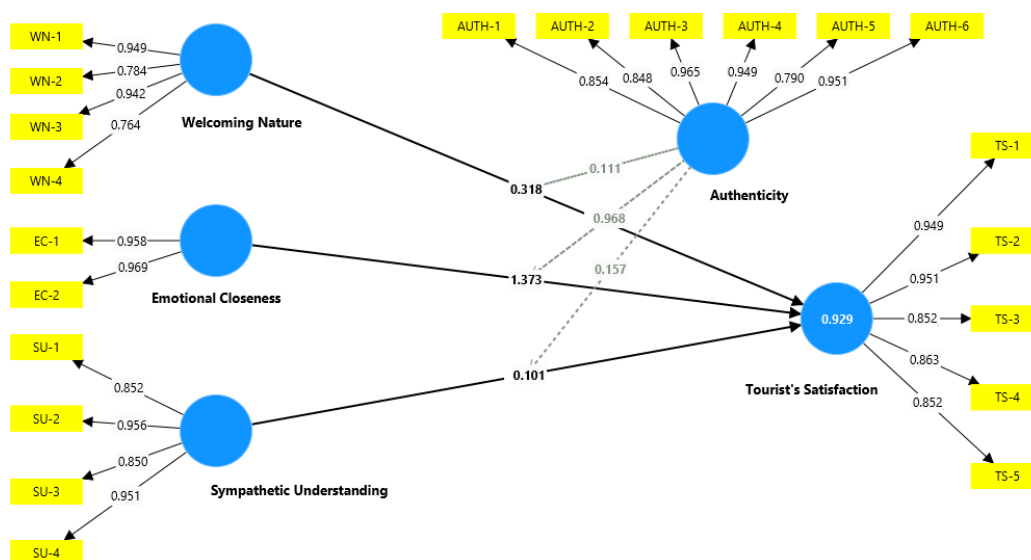 AUTH-1 AUTH-2 AUTH-3 AUTH-4 AUTH-5 AUTH-6
WN-1
0.949
WN-2
0.784
0.942
WN-3
0.764
WN-4
Welcoming Nature
0.854 0.848 0.965 0.949 0.790 0.951
Authenticity
0.111
0.318
0.968
0.157
1.373
0.101
EC-1
0.958
0.969
EC-2
Emotional Closeness
SU-1
0.852
SU-2
0.956
0.850
SU-3
0.951
SU-4
Sympathetic Understanding
TS-1
0.949
TS-2
0.951
0.852
TS-3
0.929
0.863
0.852
TS-4
Tourist's Satisfaction
TS-5